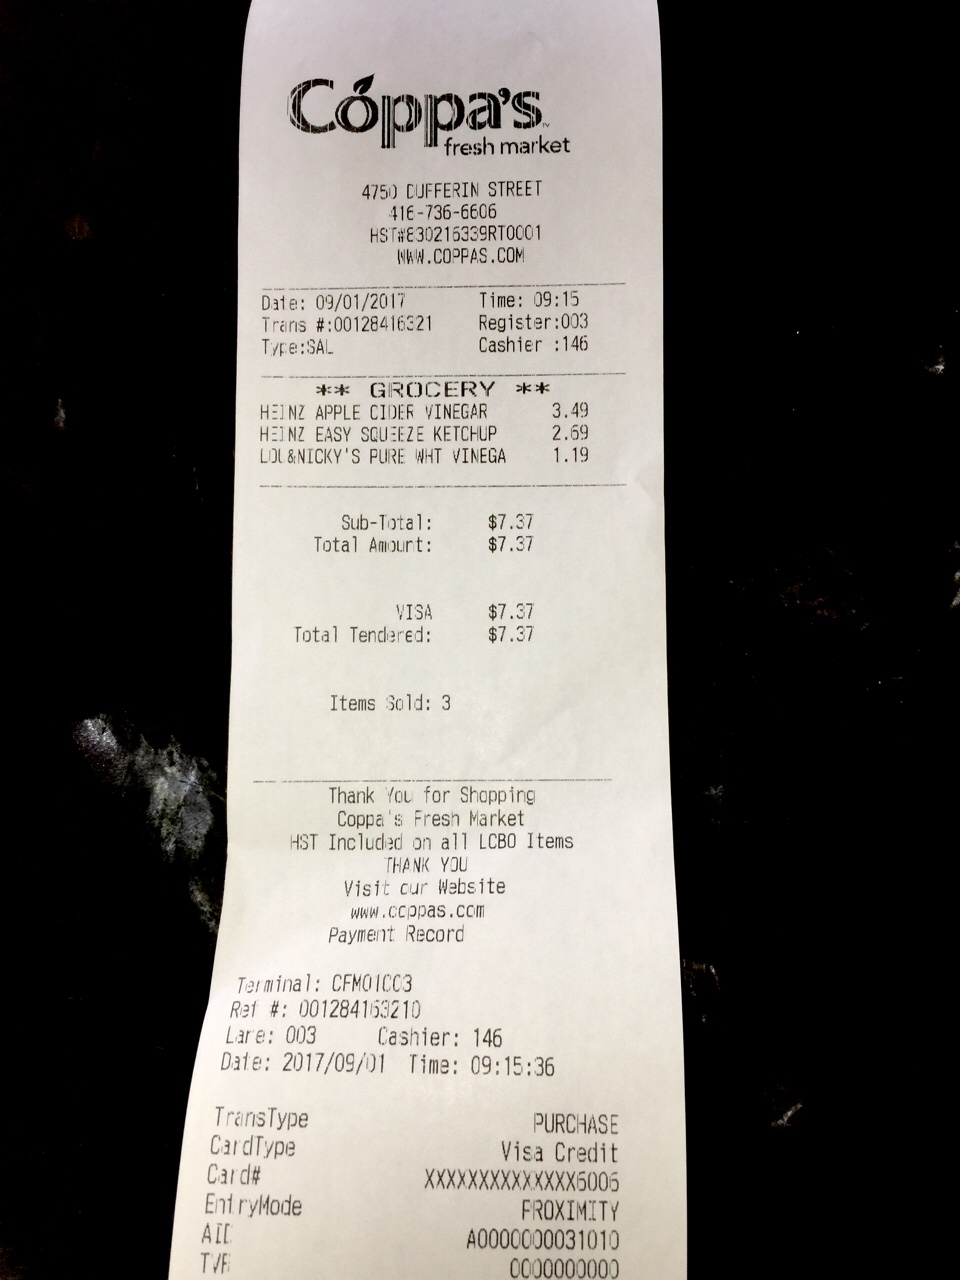 Coppa's
fresh market
4750 DUFFERIN STREET
416-736-6606
HST#830216339RT0001
WWW.COPPAS.COM
Date: 09/01/2017 Time: 09:15
Trans #:00128416321 Register:003
Type:SAL Cashier :146
** GROCERY **
HEINZ APPLE CIDER VINEGAR 3.49
HEINZ EASY SQUEEZE KETCHUP 2.69
LOU&NICKY'S PURE WHT VINEGA 1.19
Sub-Total: $7.37
Total Amount: $7.37
VISA $7.37
Total Tendered: $7.37
Items Sold: 3
Thank You for Shopping
Coppa's Fresh Market
HST Included on all LCBO Items
THANK YOU
Visit our Website
www.coppas.com
Payment Record
Terminal: CFM01003
Ref #: 001284163210
Lane: 003 Cashier: 146
Date: 2017/09/01 Time: 09:15:36
TransType PURCHASE
CardType Visa Credit
Card# XXXXXXXXXXXXXX6006
EntryMode PROXIMITY
AID A0000000031010
TVR 0000000000